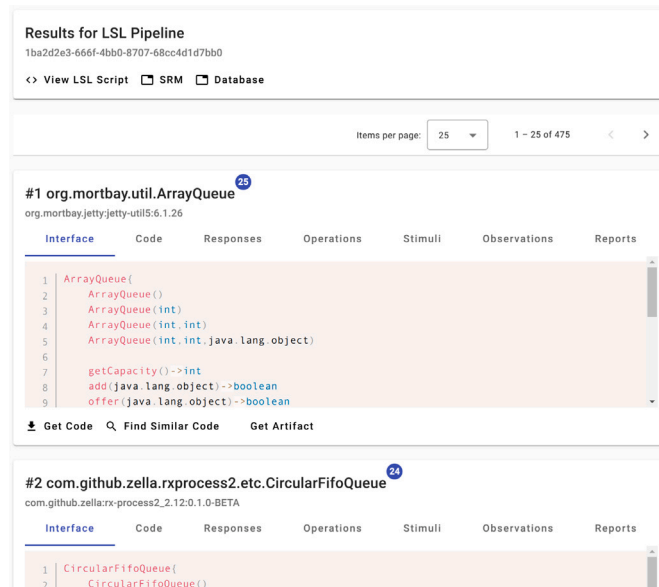 Results for LSL Pipeline
1ba2d2e3-666f-4bb0-8707-68cc4d1d7bb0
<> View LSL Script SRM Database
Items per page: 25 1 – 25 of 475
#1 org.mortbay.util.ArrayQueue 25
org.mortbay.jetty:jetty-util5:6.1.26
Interface Code Responses Operations Stimuli Observations Reports
1 ArrayQueue{
2 ArrayQueue()
3 ArrayQueue(int)
4 ArrayQueue(int,int)
5 ArrayQueue(int,int,java.lang.object)
6
7 getCapacity()->int
8 add(java.lang.object)->boolean
9 offer(java.lang.object)->boolean
Get Code Find Similar Code Get Artifact
#2 com.github.zella.rxprocess2.etc.CircularFifoQueue 24
com.github.zella:rx-process2_2.12:0.1.0-BETA
Interface Code Responses Operations Stimuli Observations Reports
1 CircularFifoQueue{
2 CircularFifoQueue()